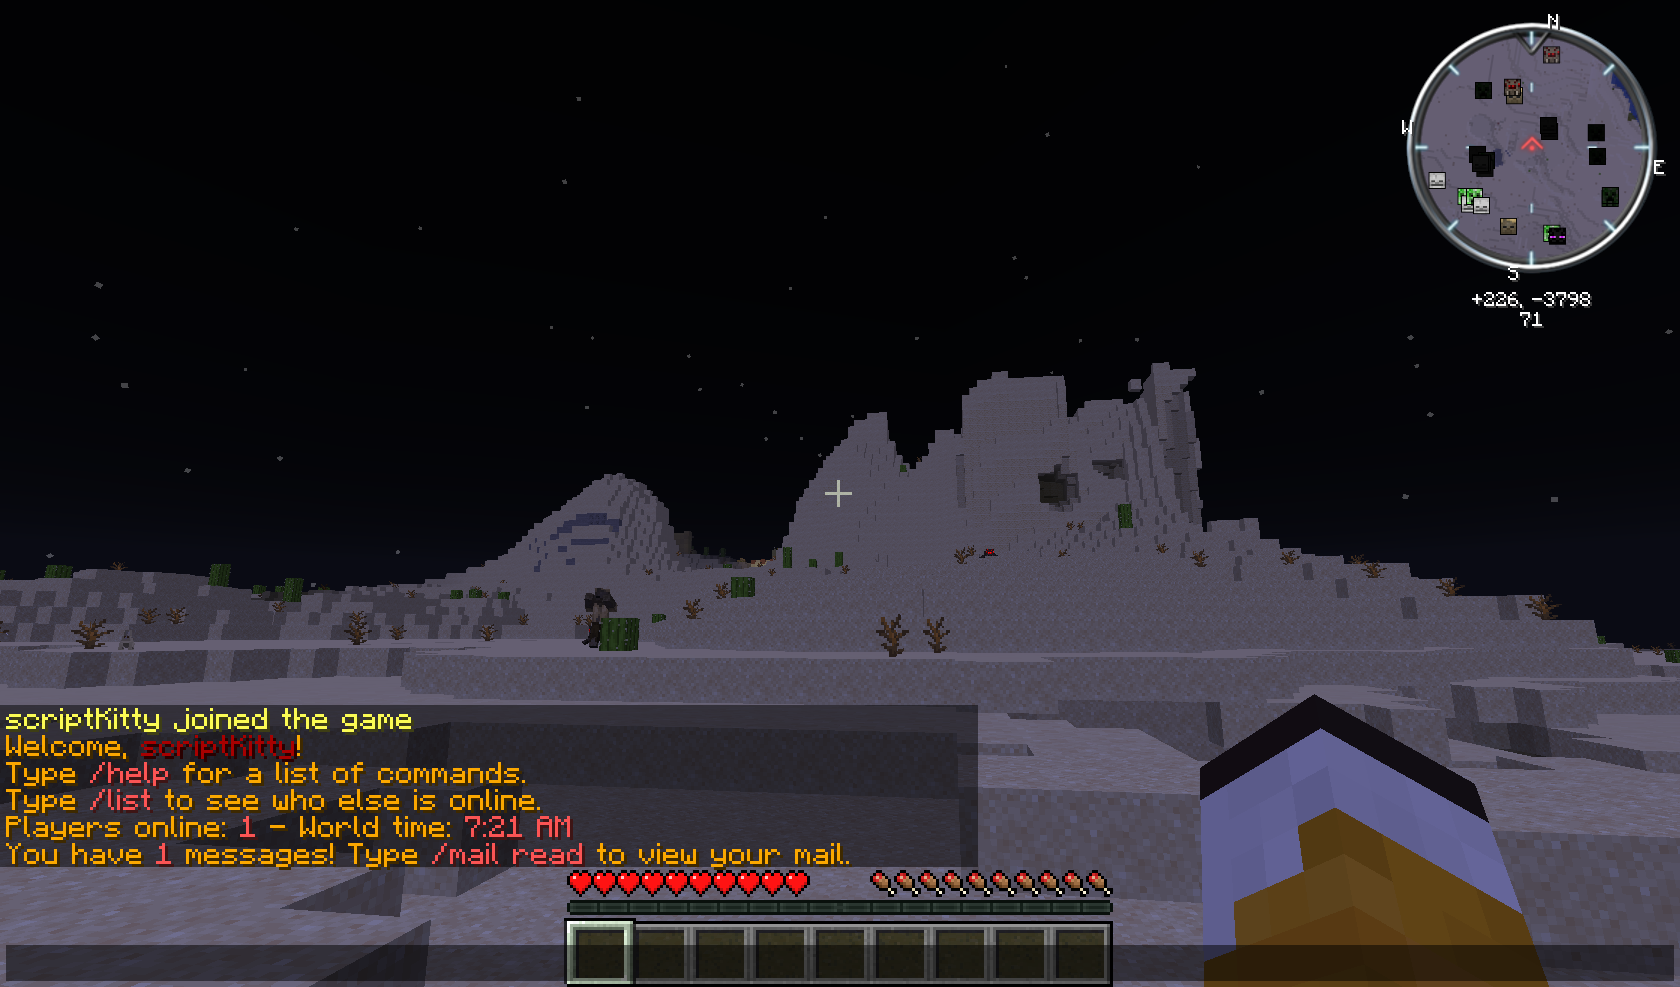 N
W
E
S
+226, -3798
71
scriptKitty joined the game
Welcome, scriptKitty!
Type /help for a list of commands.
Type /list to see who else is online.
Players online: 1 - World time: 7:21 AM
You have 1 messages! Type /mail read to view your mail.